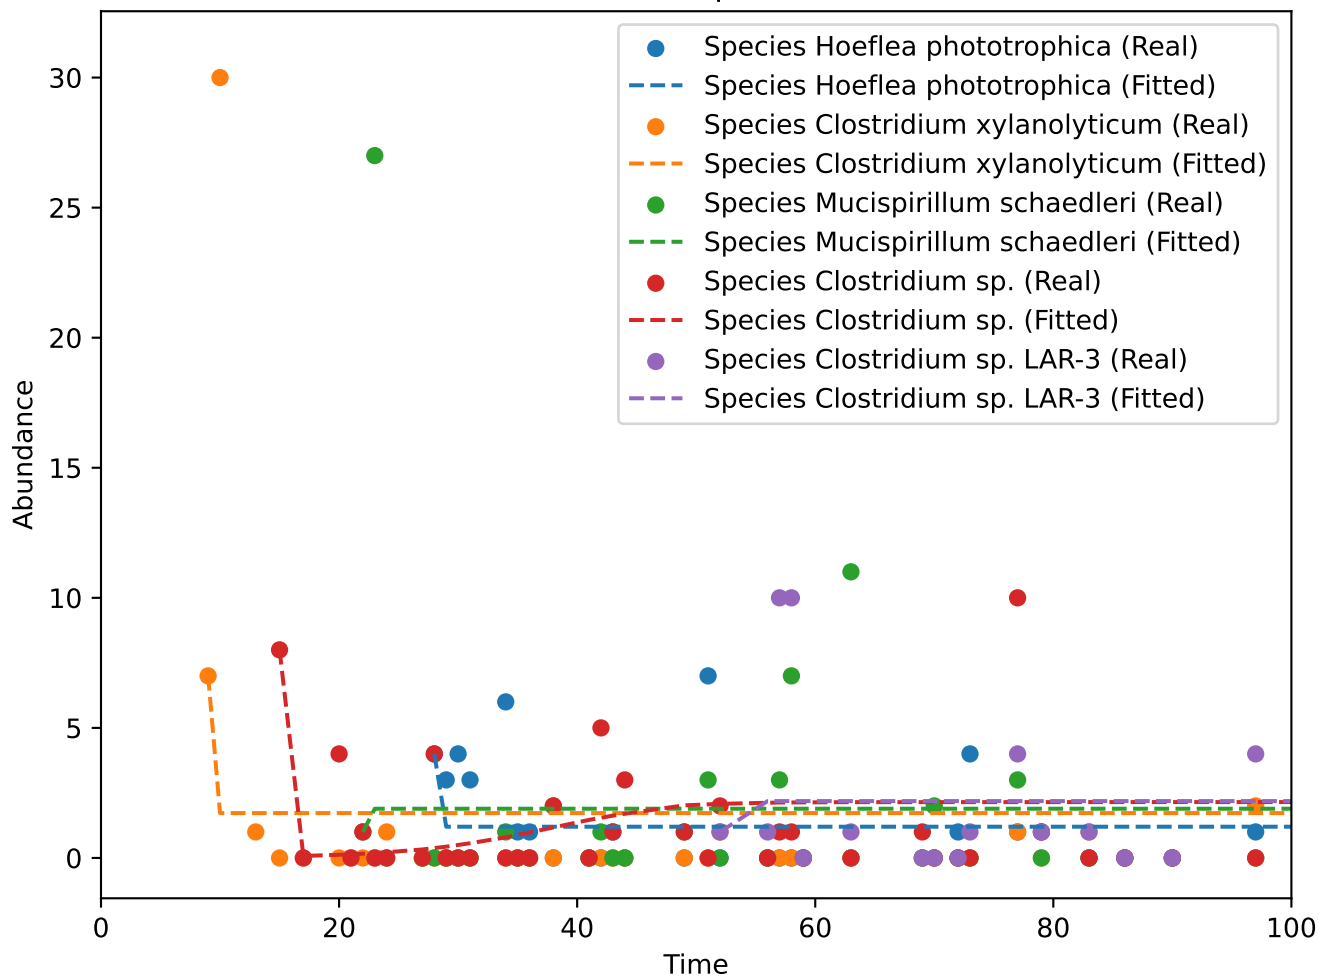 Species Hoeflea phototrophica (Real)
Species Hoeflea phototrophica (Fitted)
Species Clostridium xylanolyticum (Real)
Species Clostridium xylanolyticum (Fitted)
Species Mucispirillum schaedleri (Real)
Species Mucispirillum schaedleri (Fitted)
Species Clostridium sp. (Real)
Species Clostridium sp. (Fitted)
Species Clostridium sp. LAR-3 (Real)
Species Clostridium sp. LAR-3 (Fitted)
Abundance
30
25
20
15
10
5
0
0 20 40 60 80 100
Time